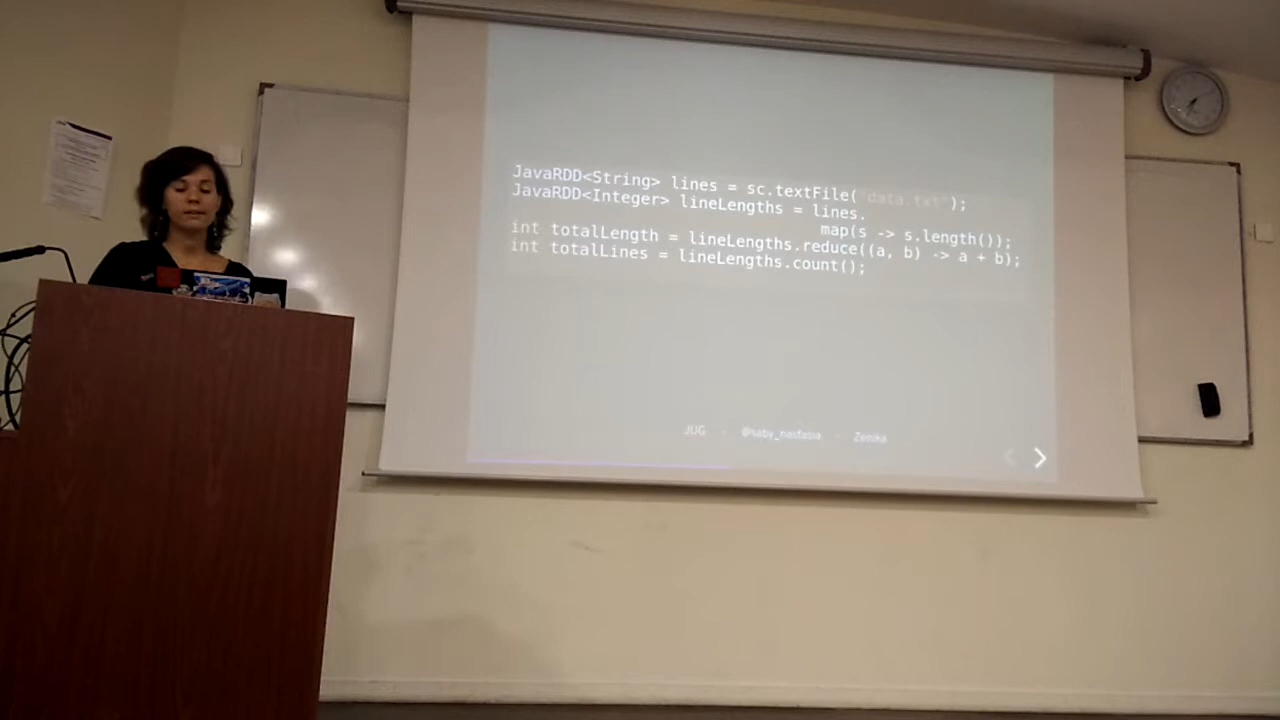 JavaRDD<String> lines = sc.textFile("data.txt");
JavaRDD<Integer> lineLengths = lines.
map(s -> s.length());
int totalLength = lineLengths.reduce((a, b) -> a + b);
int totalLines = lineLengths.count();
JUG - @saby_nastasia - Zenika